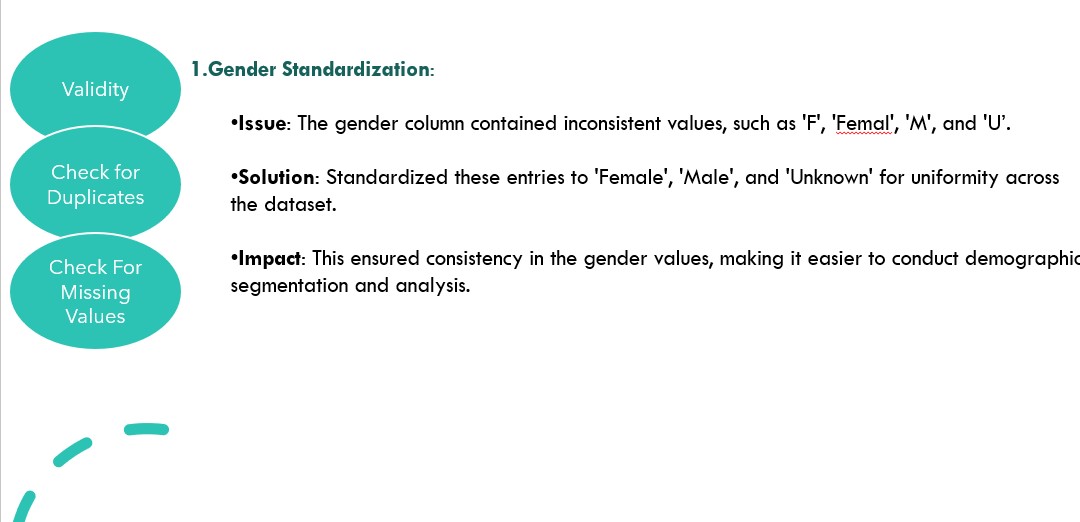 Validity
Check for
Duplicates
Check For
Missing
Values
1.Gender Standardization:
•Issue: The gender column contained inconsistent values, such as 'F', 'Femal', 'M', and 'U’.
•Solution: Standardized these entries to 'Female', 'Male', and 'Unknown' for uniformity across
the dataset.
•Impact: This ensured consistency in the gender values, making it easier to conduct demographic
segmentation and analysis.